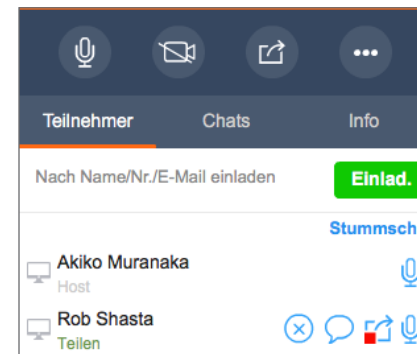 Teilnehmer Chats Info
Nach Name/Nr./E-Mail einladen Einlad.
Stummsch
Akiko Muranaka
Host
Rob Shasta
Teilen